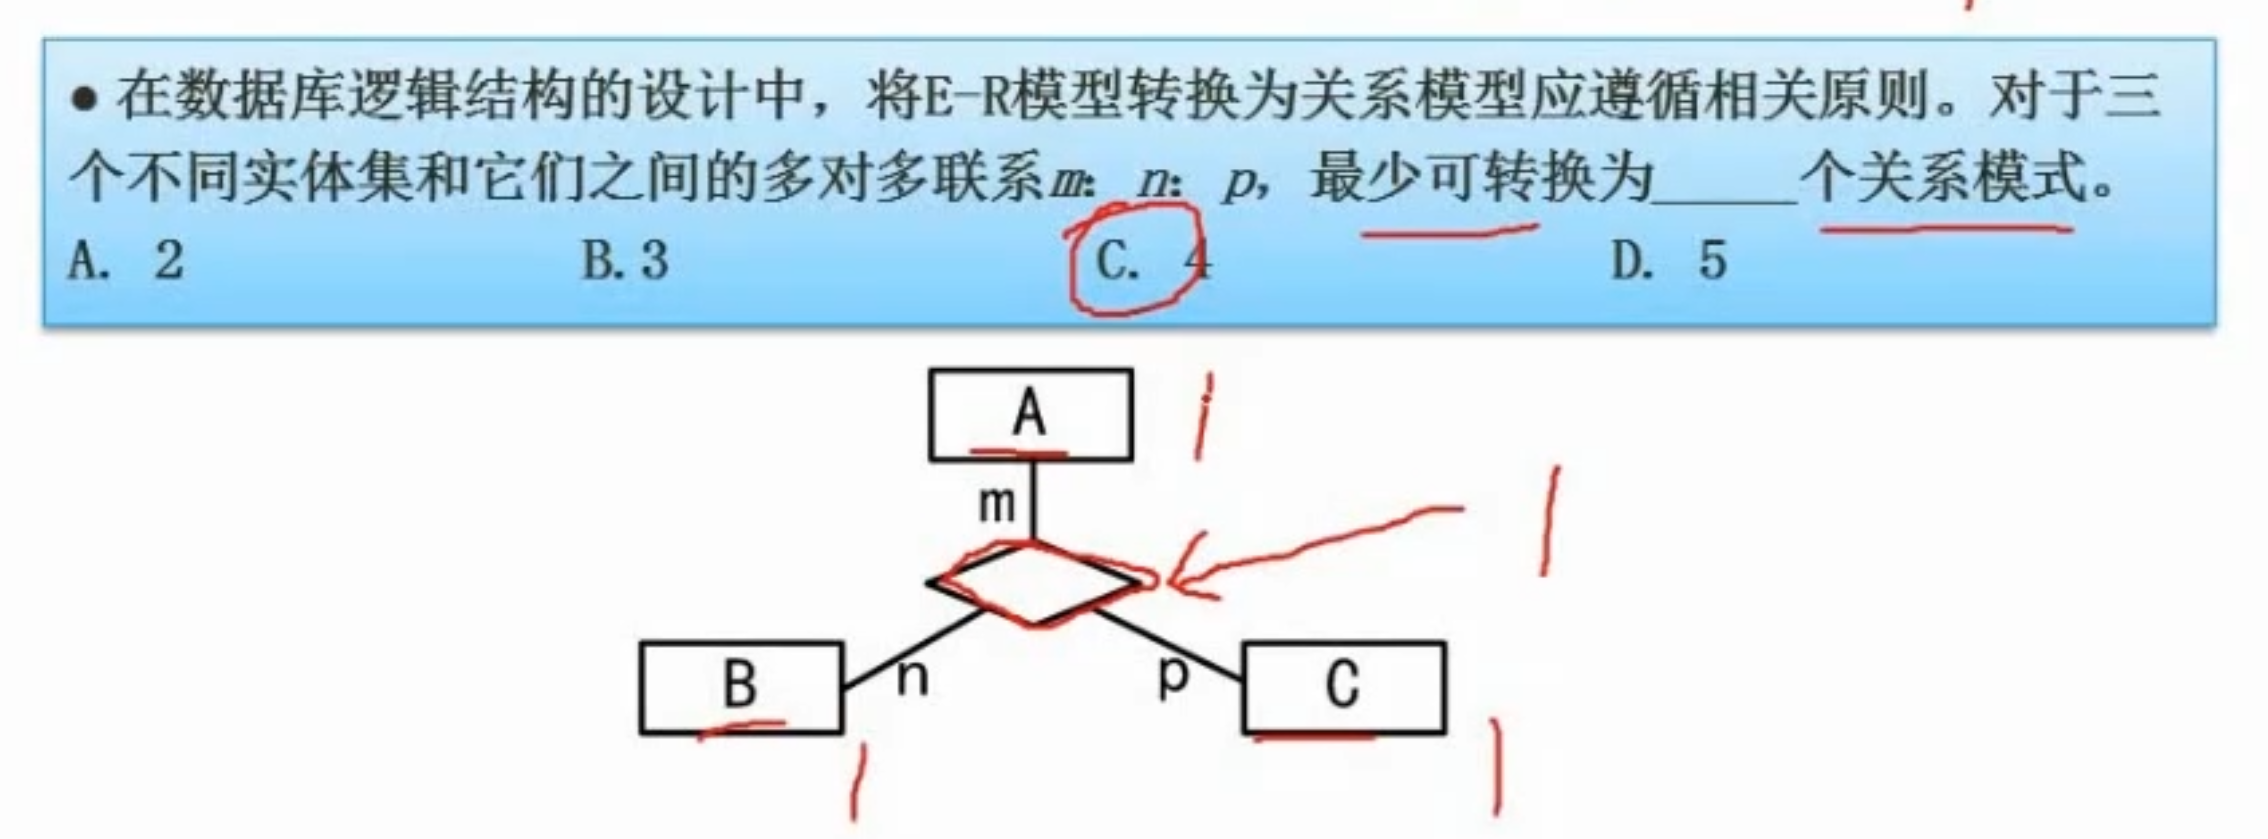 ● 在数据库逻辑结构的设计中，将E-R模型转换为关系模型应遵循相关原则。对于三
个不同实体集和它们之间的多对多联系m：n：p，最少可转换为_____个关系模式。
A. 2 B.3 C. 4 D. 5
A 1
m 1
B n p C
1 1